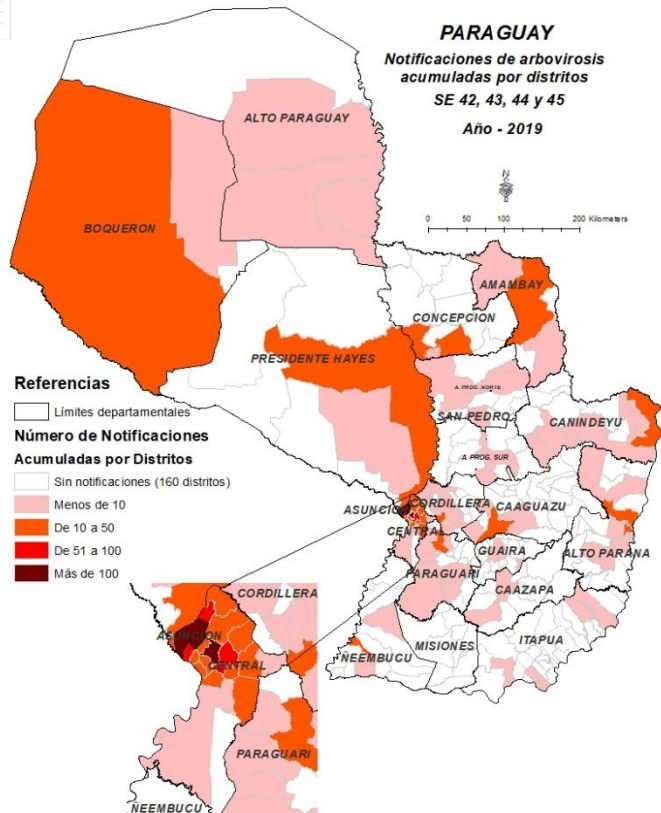 PARAGUAY
Notificaciones de arbovirosis
acumuladas por distritos
SE 42, 43, 44 y 45
Año - 2019
N
0 50 100 200 Kilometers
ALTO PARAGUAY
BOQUERON
AMAMBAY
CONCEPCION
PRESIDENTE HAYES
A. PROG. NORTE
SAN PEDRO
CANINDEYU
A. PROG. SUR
ASUNCION
CORDILLERA
CAAGUAZU
CENTRAL
GUAIRA
ALTO PARANA
PARAGUARI
CAAZAPA
ITAPUA
MISIONES
ÑEEMBUCU
Referencias
Límites departamentales
Número de Notificaciones
Acumuladas por Distritos
Sin notificaciones (160 distritos)
Menos de 10
De 10 a 50
De 51 a 100
Más de 100
CORDILLERA
ASUNCION
CENTRAL
PARAGUARI
ÑEEMBUCU